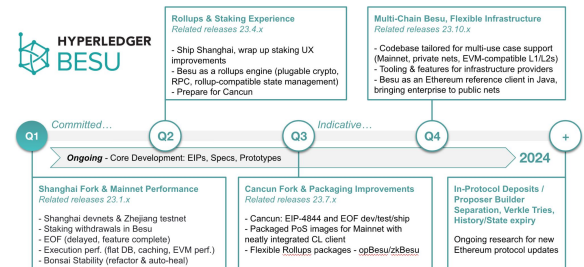 HYPERLEDGER
BESU
Rollups & Staking Experience
Related releases 23.4.x
- Ship Shanghai, wrap up staking UX
improvements
- Besu as a rollups engine (plugable crypto,
RPC, rollup-compatible state management)
- Prepare for Cancun
Multi-Chain Besu, Flexible Infrastructure
Related releases 23.10.x
- Codebase tailored for multi-use case support
(Mainnet, private nets, EVM-compatible L1/L2s)
- Tooling & features for infrastructure providers
- Besu as an Ethereum reference client in Java,
bringing enterprise to public nets
Committed…
Indicative…
Q1
Q2
Q3
Q4
+
Ongoing - Core Development: EIPs, Specs, Prototypes
2024
Shanghai Fork & Mainnet Performance
Related releases 23.1.x
- Shanghai devnets & Zhejiang testnet
- Staking withdrawals in Besu
- EOF (delayed, feature complete)
- Execution perf. (flat DB, caching, EVM perf.)
- Bonsai Stability (refactor & auto-heal)
Cancun Fork & Packaging Improvements
Related releases 23.7.x
- Cancun: EIP-4844 and EOF dev/test/ship
- Packaged PoS images for Mainnet with
neatly integrated CL client
- Flexible Rollups packages - opBesu/zkBesu
In-Protocol Deposits /
Proposer Builder
Separation, Verkle Tries,
History/State expiry
Ongoing research for new
Ethereum protocol updates